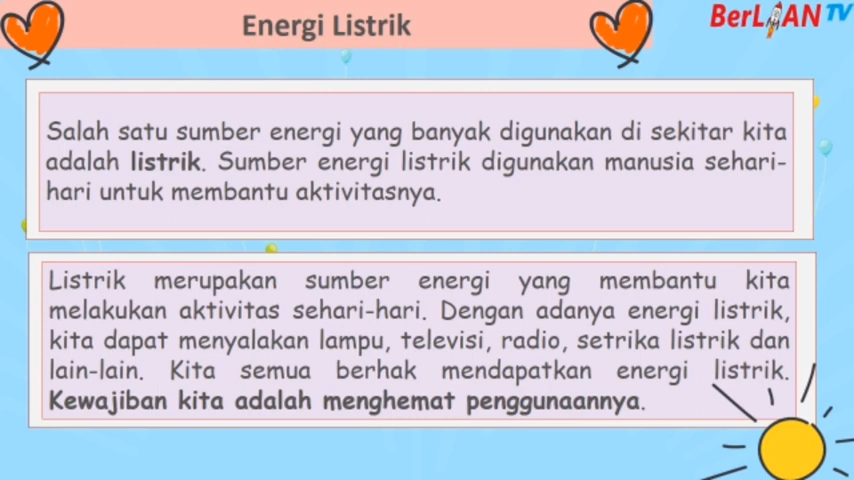 Energi Listrik
BerLIAN TV
Salah satu sumber energi yang banyak digunakan di sekitar kita
adalah listrik. Sumber energi listrik digunakan manusia sehari-
hari untuk membantu aktivitasnya.
Listrik merupakan sumber energi yang membantu kita
melakukan aktivitas sehari-hari. Dengan adanya energi listrik,
kita dapat menyalakan lampu, televisi, radio, setrika listrik dan
lain-lain. Kita semua berhak mendapatkan energi listrik.
Kewajiban kita adalah menghemat penggunaannya.